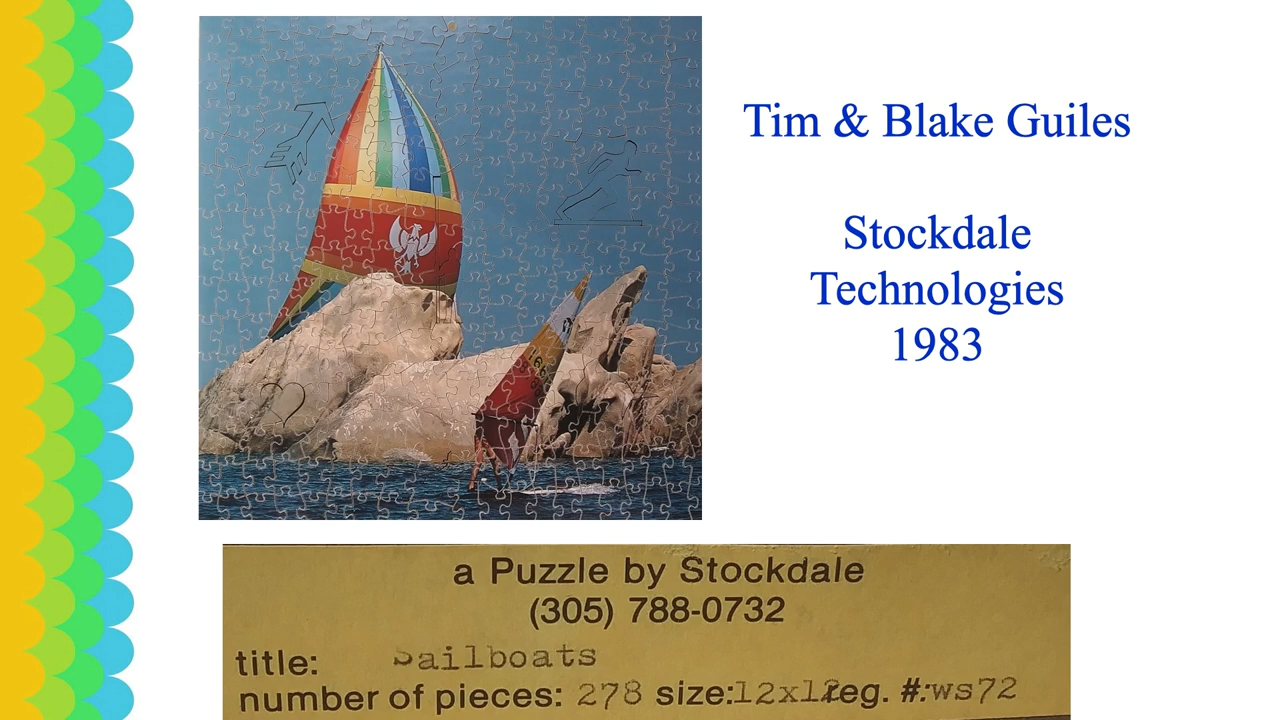 Tim & Blake Guiles
Stockdale
Technologies
1983
a Puzzle by Stockdale
(305) 788-0732
title: Sailboats
number of pieces: 278 size:12x12 reg. #:ws72